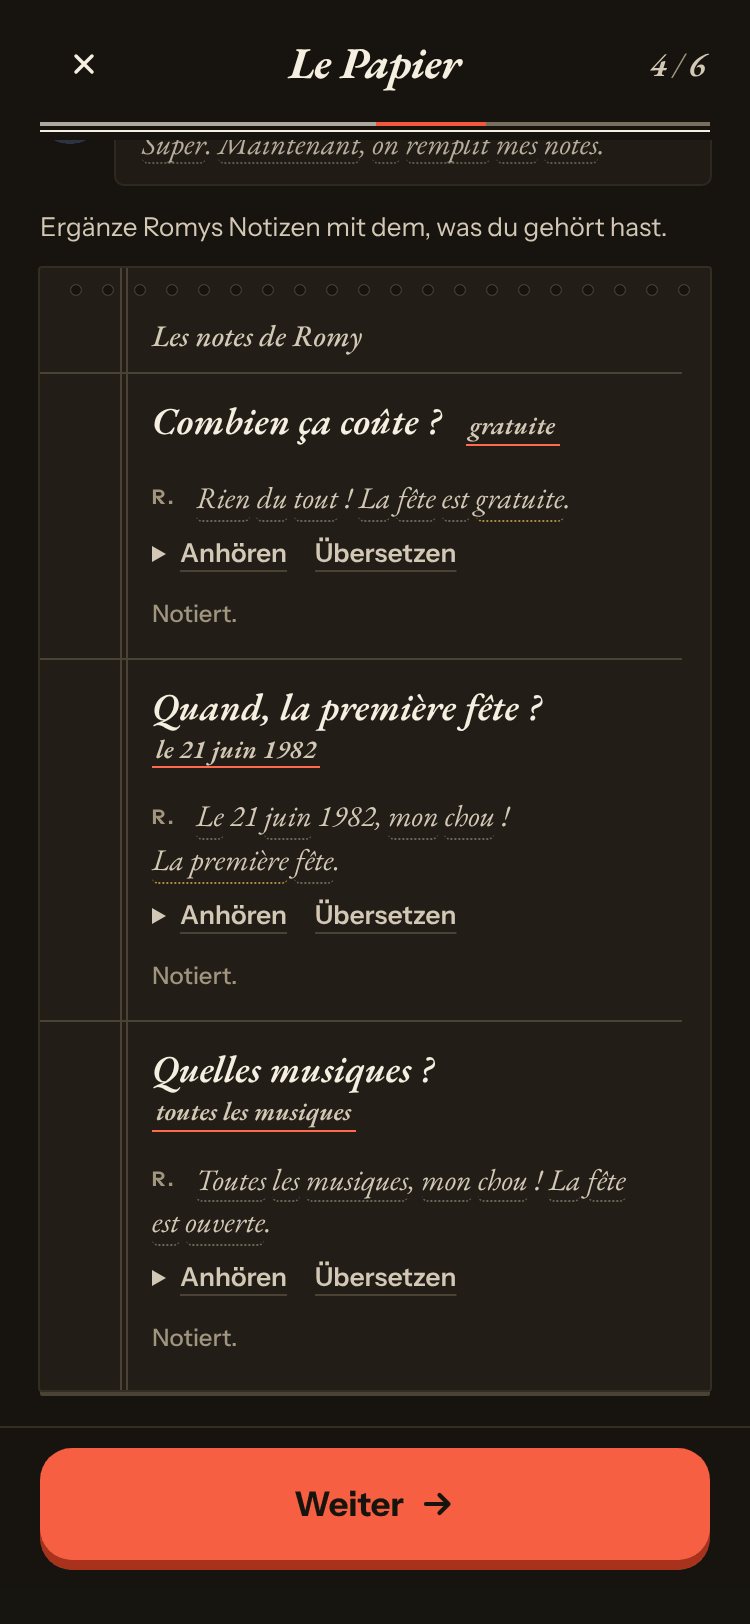 Le Papier
4 / 6
Super. Maintenant, on remplit mes notes.
Ergänze Romys Notizen mit dem, was du gehört hast.
Les notes de Romy
Combien ça coûte ? gratuite
R. Rien du tout ! La fête est gratuite.
Anhören Übersetzen
Notiert.
Quand, la première fête ?
le 21 juin 1982
R. Le 21 juin 1982, mon chou !
La première fête.
Anhören Übersetzen
Notiert.
Quelles musiques ?
toutes les musiques
R. Toutes les musiques, mon chou ! La fête
est ouverte.
Anhören Übersetzen
Notiert.
Weiter →